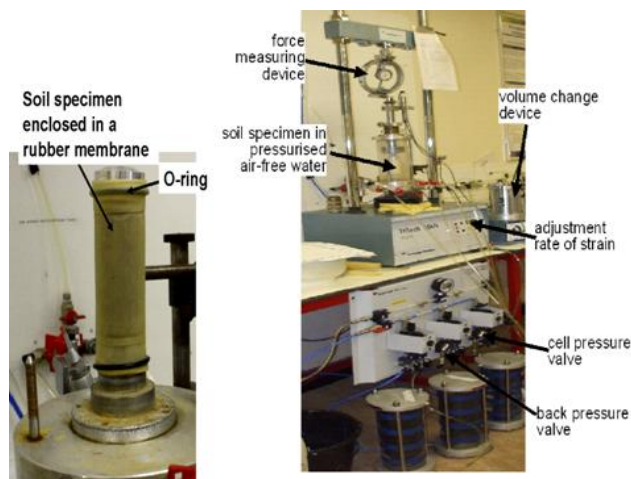 Soil specimen
enclosed in a
rubber membrane
O-ring
force
measuring
device
soil specimen in
pressurised
air-free water
volume change
device
adjustment
rate of strain
cell pressure
valve
back pressure
valve